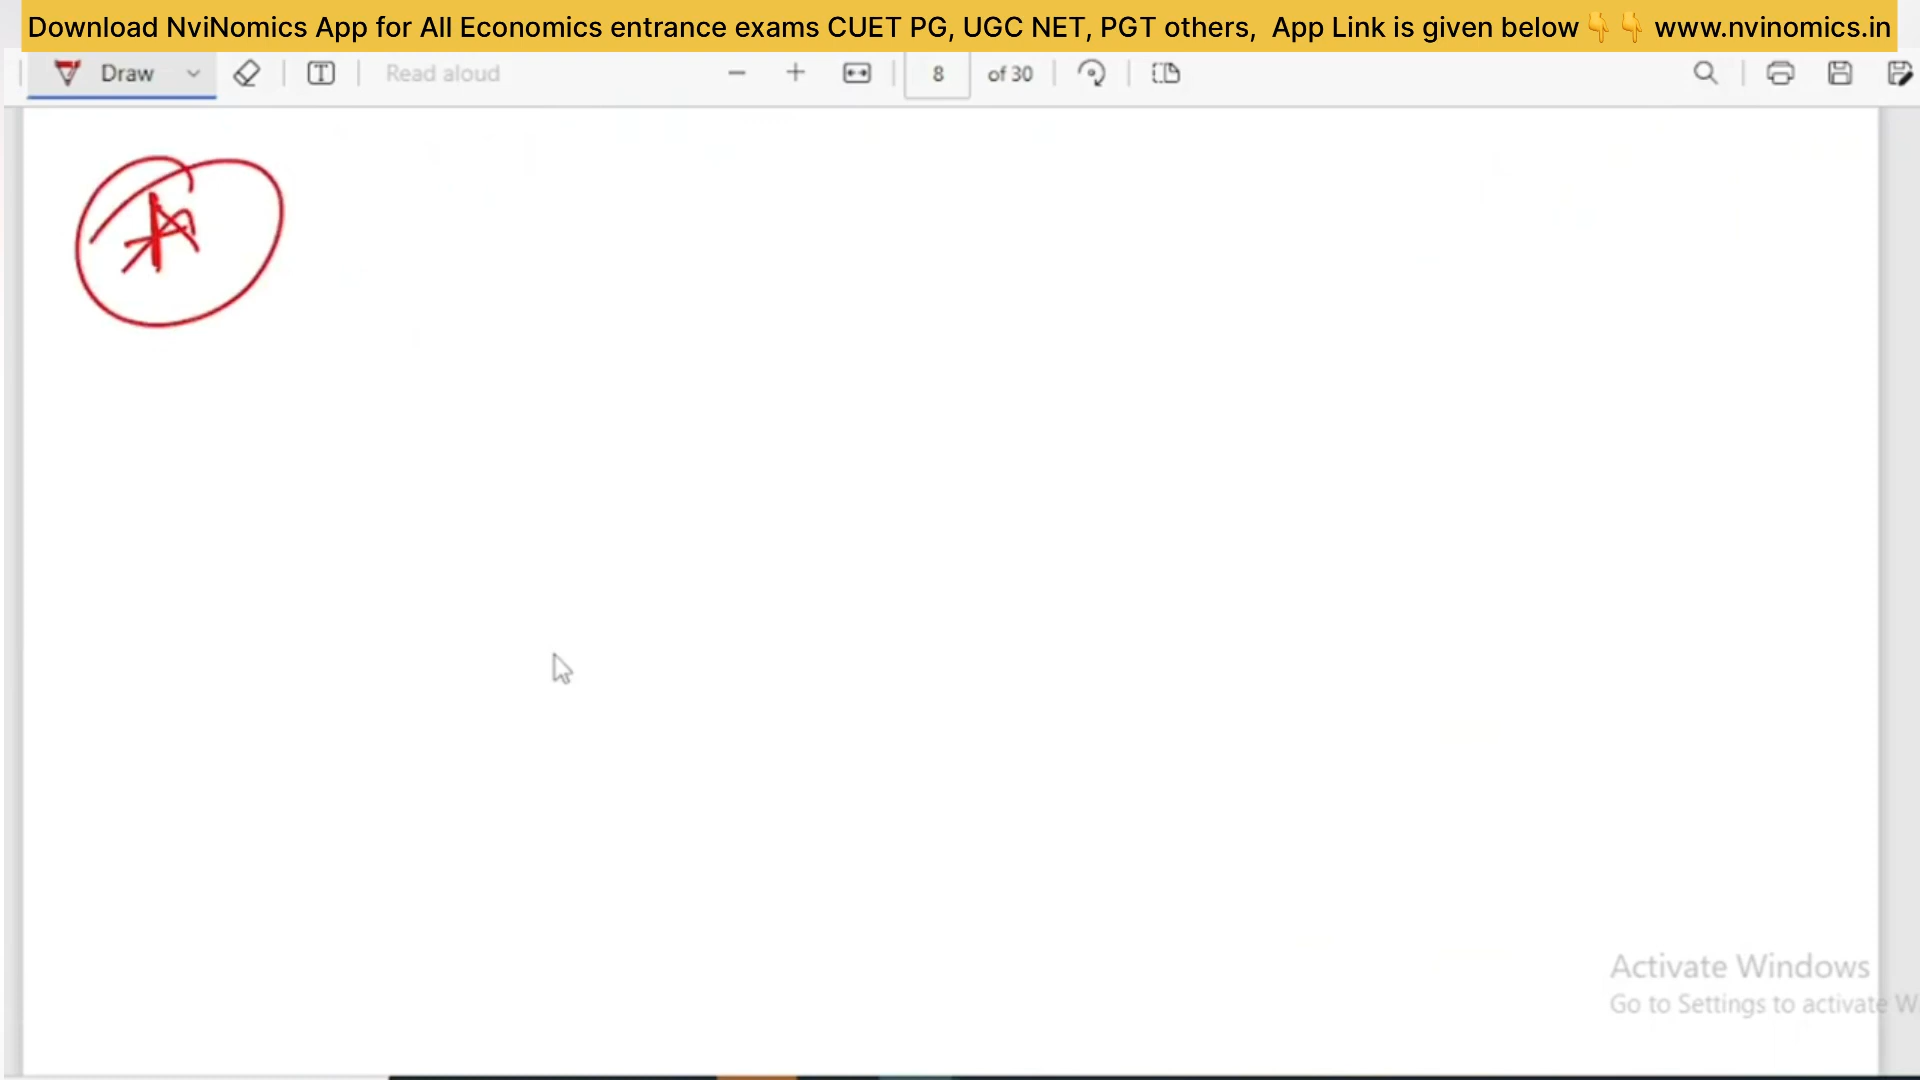 Download NviNomics App for All Economics entrance exams CUET PG, UGC NET, PGT others, App Link is given below👇👇 www.nvinomics.in
Draw Read aloud 8 of 30
Activate Windows
Go to Settings to activate W